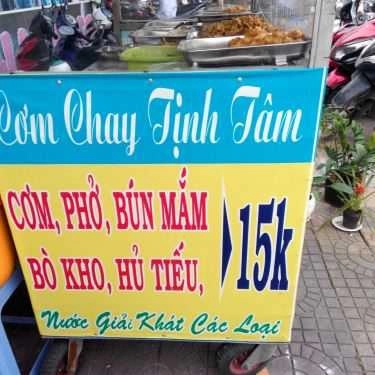 Cơm Chay Tịnh Tâm
CƠM, PHỞ, BÚN MẮM
BÒ KHO, HỦ TIẾU,
15k
Nước Giải Khát Các Loại